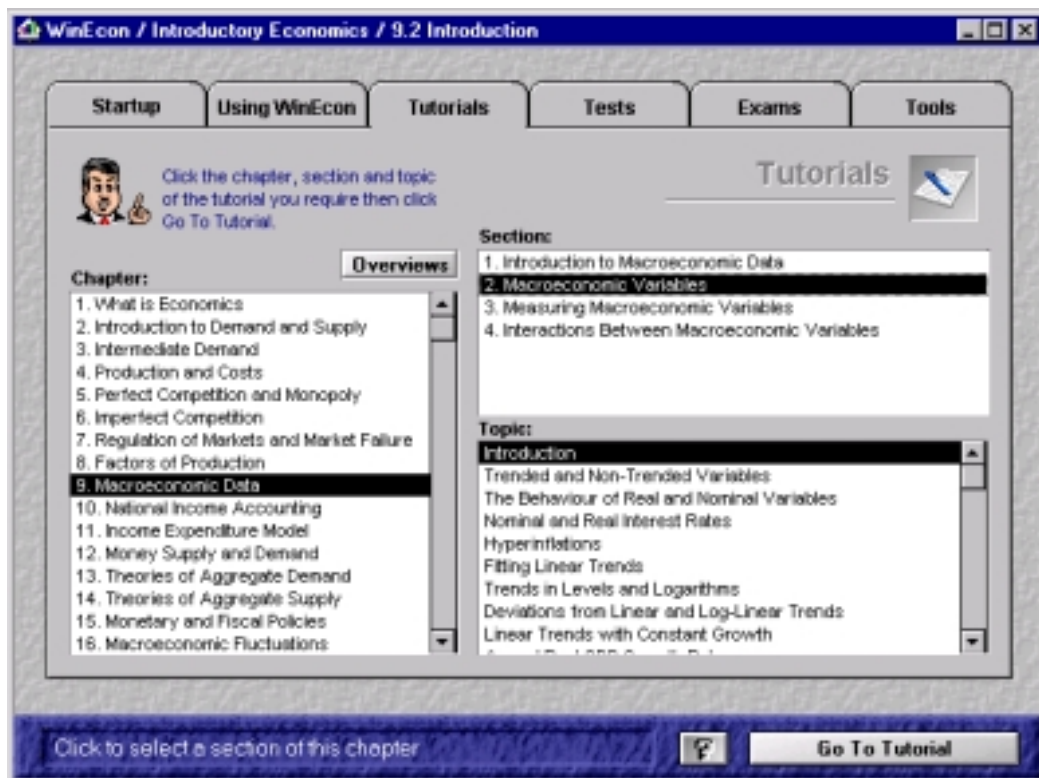 WinEcon / Introductory Economics / 9.2 Introduction
Startup
Using WinEcon
Tutorials
Tests
Exams
Tools
Click the chapter, section and topic
of the tutorial you require then click
Go To Tutorial.
Tutorials
Overviews
Chapter:
1. What is Economics
2. Introduction to Demand and Supply
3. Intermediate Demand
4. Production and Costs
5. Perfect Competition and Monopoly
6. Imperfect Competition
7. Regulation of Markets and Market Failure
8. Factors of Production
9. Macroeconomic Data
10. National Income Accounting
11. Income Expenditure Model
12. Money Supply and Demand
13. Theories of Aggregate Demand
14. Theories of Aggregate Supply
15. Monetary and Fiscal Policies
16. Macroeconomic Fluctuations
Section:
1. Introduction to Macroeconomic Data
2. Macroeconomic Variables
3. Measuring Macroeconomic Variables
4. Interactions Between Macroeconomic Variables
Topic:
Introduction
Trended and Non-Trended Variables
The Behaviour of Real and Nominal Variables
Nominal and Real Interest Rates
Hyperinflations
Fitting Linear Trends
Trends in Levels and Logarithms
Deviations from Linear and Log-Linear Trends
Linear Trends with Constant Growth
Click to select a section of this chapter
?
Go To Tutorial